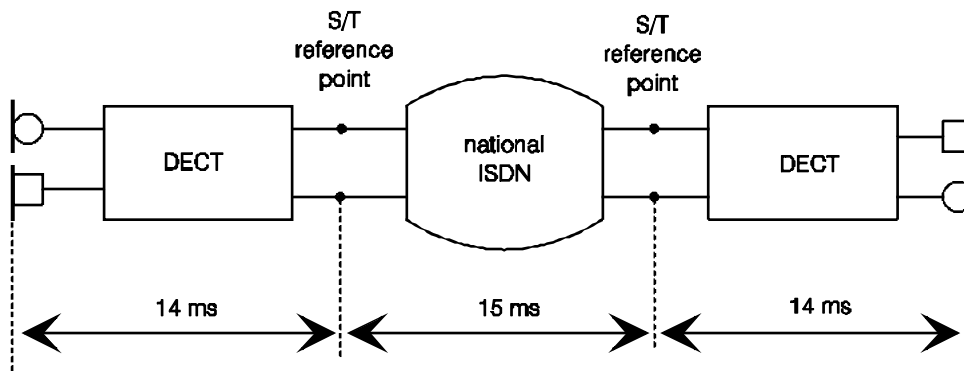 S/T
reference
point
S/T
reference
point
DECT
national
ISDN
DECT
14 ms
15 ms
14 ms